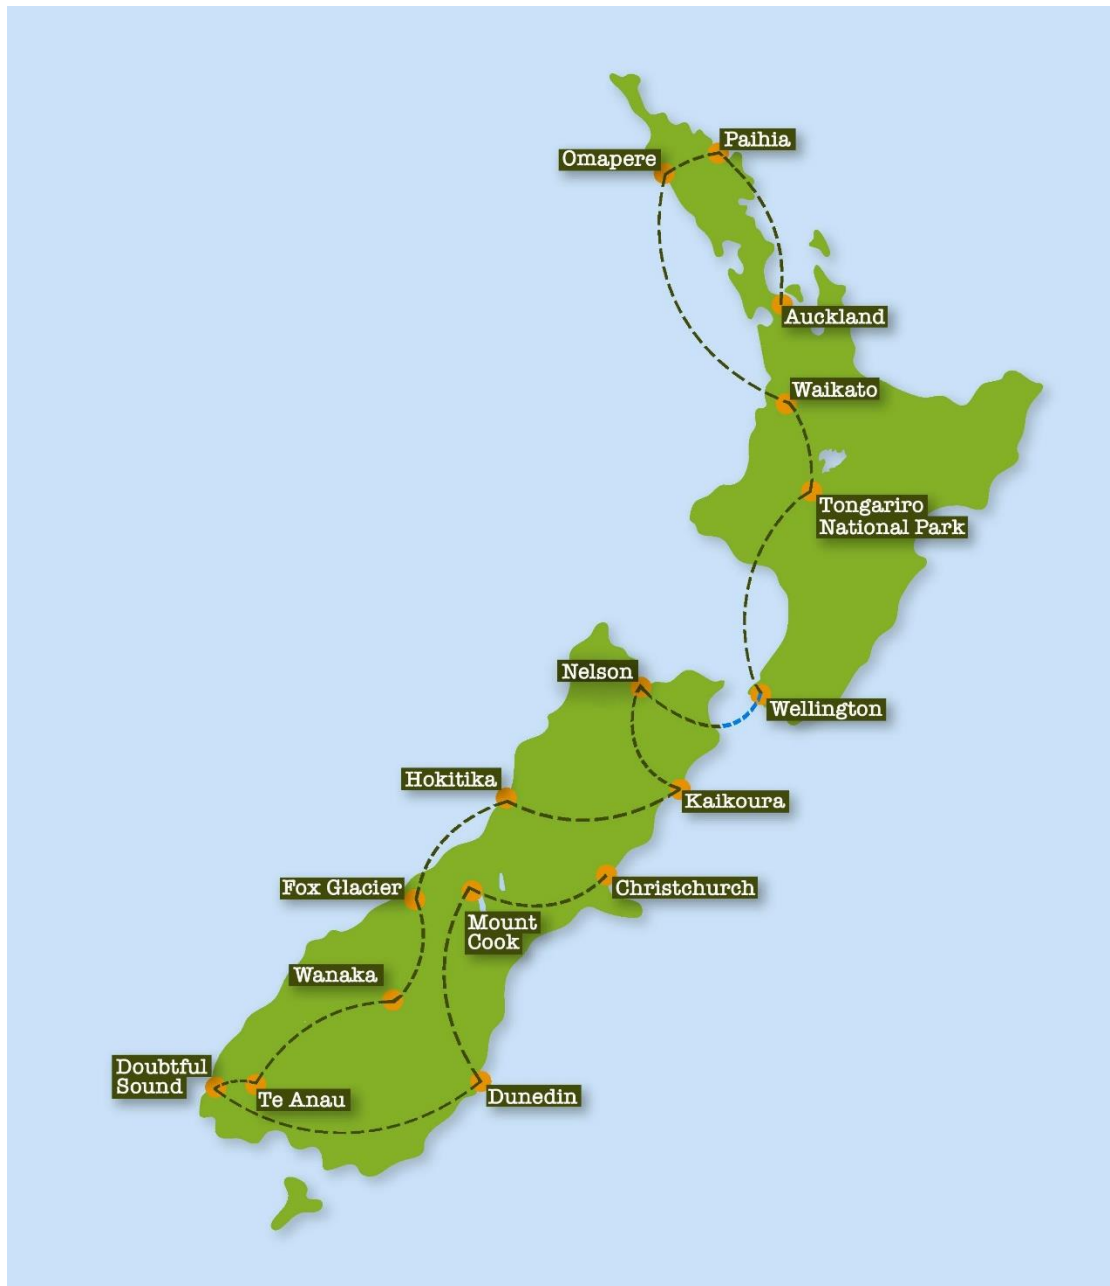 Paihia
Omapere
Auckland
Waikato
Tongariro
National Park
Nelson
Wellington
Hokitika
Kaikoura
Fox Glacier
Christchurch
Mount
Cook
Wanaka
Doubtful
Sound
Te Anau
Dunedin